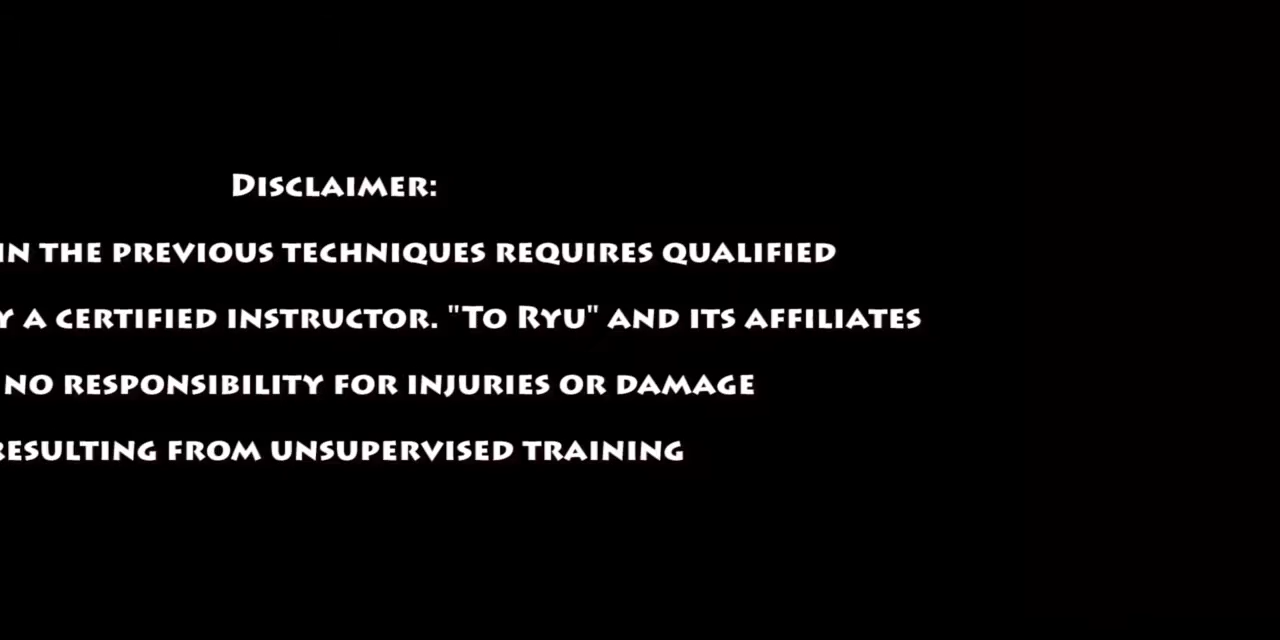 Disclaimer:
in the previous techniques requires qualified
y a certified instructor. "To Ryu" and its affiliates
no responsibility for injuries or damage
resulting from unsupervised training